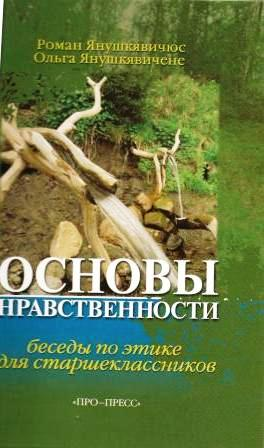 Роман Янушкявичюс
Ольга Янушкявичене
ОСНОВЫ
НРАВСТВЕННОСТИ
беседы по этике
для старшеклассников
«ПРО–ПРЕСС»